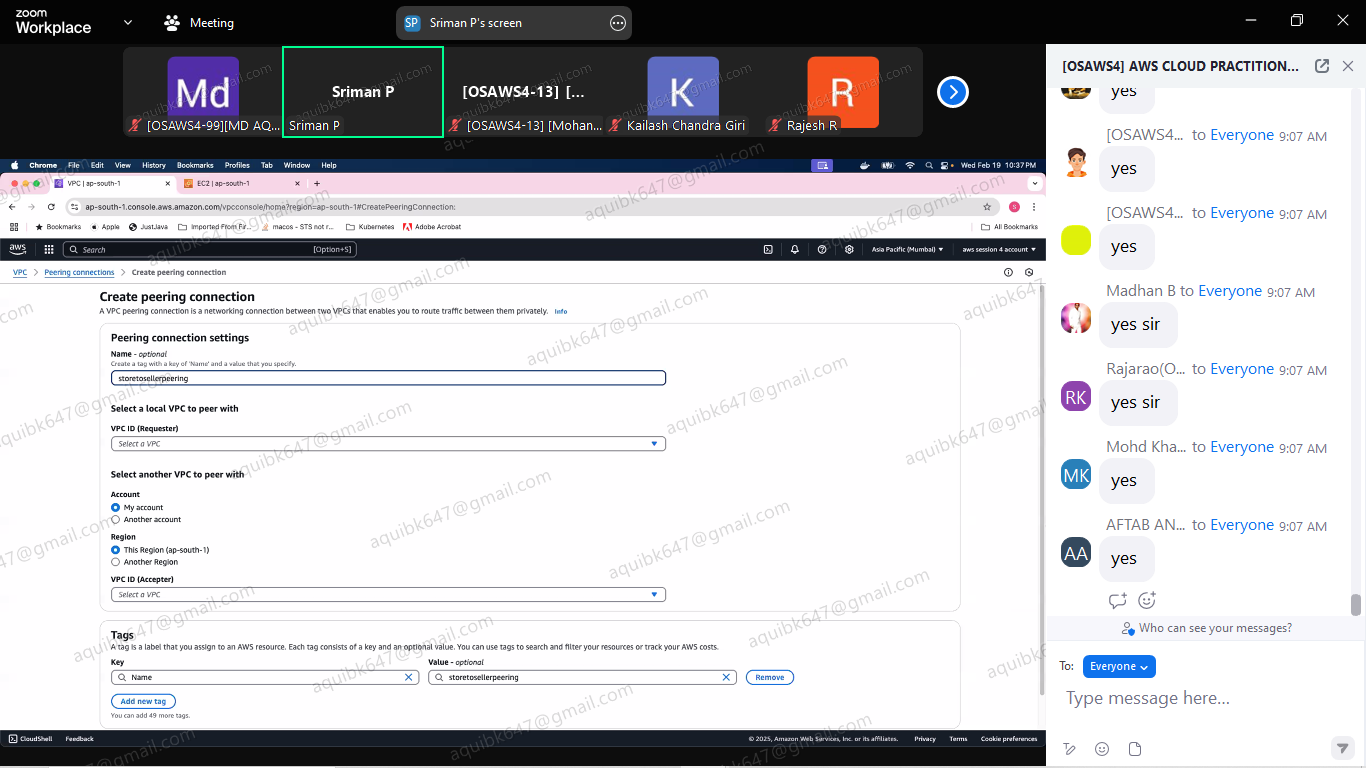 zoom
Workplace
Meeting
SP Sriman P's screen
Md
Sriman P
[OSAWS4-13] [...
K
R
[OSAWS4-99][MD AQ...
Sriman P
[OSAWS4-13] [Mohan...
Kailash Chandra Giri
Rajesh R
Chrome File Edit View History Bookmarks Profiles Tab Window Help
Wed Feb 19 10:37 PM
VPC | ap-south-1
EC2 | ap-south-1
ap-south-1.console.aws.amazon.com/vpcconsole/home?region=ap-south-1#CreatePeeringConnection:
S
Bookmarks Apple JustJava Imported From Fir... macos - STS not r... Kubernetes Adobe Acrobat
All Bookmarks
aws
Search [Option+S]
Asia Pacific (Mumbai)
aws session 4 account
VPC > Peering connections > Create peering connection
Create peering connection
A VPC peering connection is a networking connection between two VPCs that enables you to route traffic between them privately. Info
Peering connection settings
Name - optional
Create a tag with a key of 'Name' and a value that you specify.
storetosellerpeering
Select a local VPC to peer with
VPC ID (Requester)
Select a VPC
Select another VPC to peer with
Account
My account
Another account
Region
This Region (ap-south-1)
Another Region
VPC ID (Accepter)
Select a VPC
Tags
A tag is a label that you assign to an AWS resource. Each tag consists of a key and an optional value. You can use tags to search and filter your resources or track your AWS costs.
Key
Value - optional
Name
storetosellerpeering
Remove
Add new tag
You can add 49 more tags.
CloudShell Feedback
© 2025, Amazon Web Services, Inc. or its affiliates. Privacy Terms Cookie preferences
aquibk647@gmail.com
[OSAWS4] AWS CLOUD PRACTITION...
yes
[OSAWS4... to Everyone 9:07 AM
yes
[OSAWS4... to Everyone 9:07 AM
yes
Madhan B to Everyone 9:07 AM
yes sir
Rajarao(O... to Everyone 9:07 AM
RK
yes sir
Mohd Kha... to Everyone 9:07 AM
MK
yes
AFTAB AN... to Everyone 9:07 AM
AA
yes
Who can see your messages?
To: Everyone
Type message here...